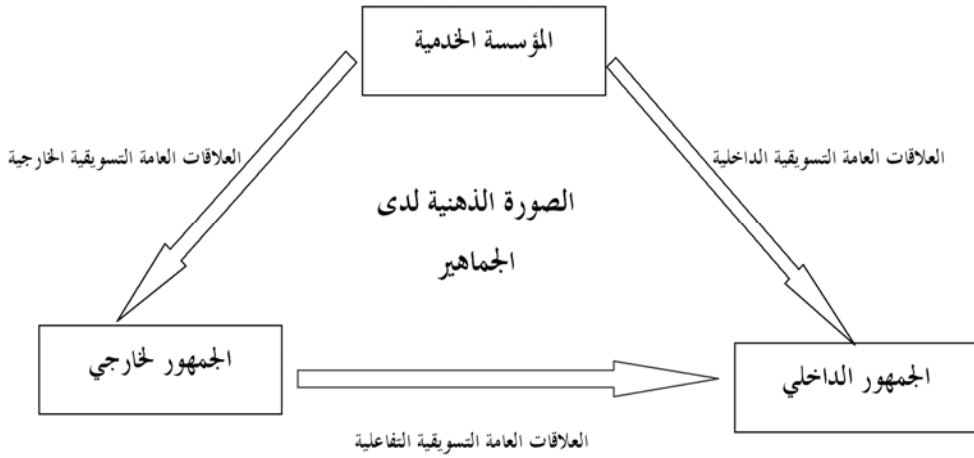 المؤسسة الخدمية
العلاقات العامة التسويقية الداخلية
العلاقات العامة التسويقية الخارجية
الصورة الذهنية لدى
الجماهير
الجمهور الداخلي
الجمهور لخارجي
العلاقات العامة التسويقية التفاعلية